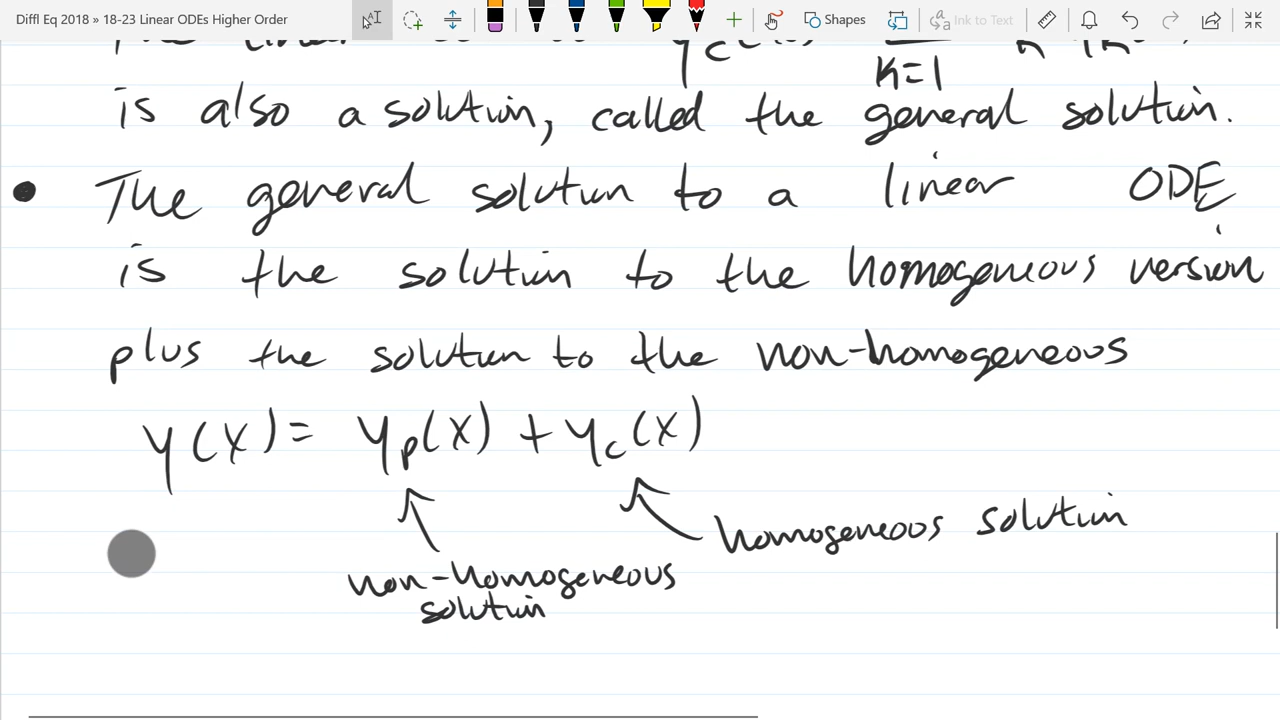 Diffl Eq 2018 » 18-23 Linear ODEs Higher Order
Shapes
Ink to Text
K=1
is also a solution, called the general solution.
• The general solution to a linear ODE
is the solution to the homogeneous version
plus the solution to the non-homogeneous
y(x) = yp(x) + yc(x)
homogeneous solution
non-homogeneous
solution